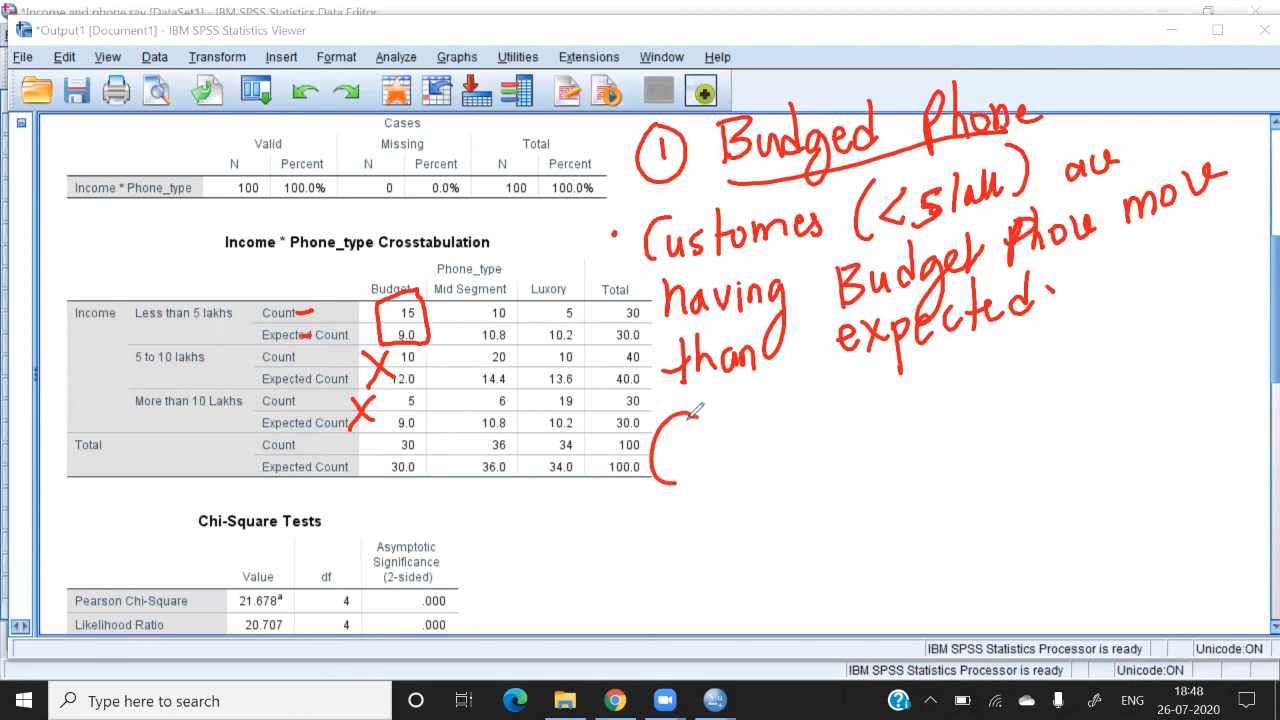 *Income and phone.sav [DataSet1] - IBM SPSS Statistics Data Editor
*Output1 [Document1] - IBM SPSS Statistics Viewer
File Edit View Data Transform Insert Format Analyze Graphs Utilities Extensions Window Help
Cases
Valid Missing Total
N Percent N Percent N Percent
Income * Phone_type 100 100.0% 0 0.0% 100 100.0%
Income * Phone_type Crosstabulation
Phone_type
Budget Mid Segment Luxory Total
Income Less than 5 lakhs Count 15 10 5 30
Expected Count 9.0 10.8 10.2 30
5 to 10 lakhs Count 10 20 10 40
Expected Count 12.0 14.4 13.6 40.0
More than 10 Lakhs Count 5 6 19 30
Expected Count 9.0 10.8 10.2 30.0
Total Count 30 36 34 100
Expected Count 30.0 36.0 34.0 100.0
Chi-Square Tests
Asymptotic
Significance
Value df (2-sided)
Pearson Chi-Square 21.678ª 4 .000
Likelihood Ratio 20.707 4 .000
① Budged Phone
• Customes (<5 lakh) are
having Budget Phone more
than expected.
(
IBM SPSS Statistics Processor is ready Unicode:ON
IBM SPSS Statistics Processor is ready Unicode:ON
Type here to search
ENG
18:48
26-07-2020